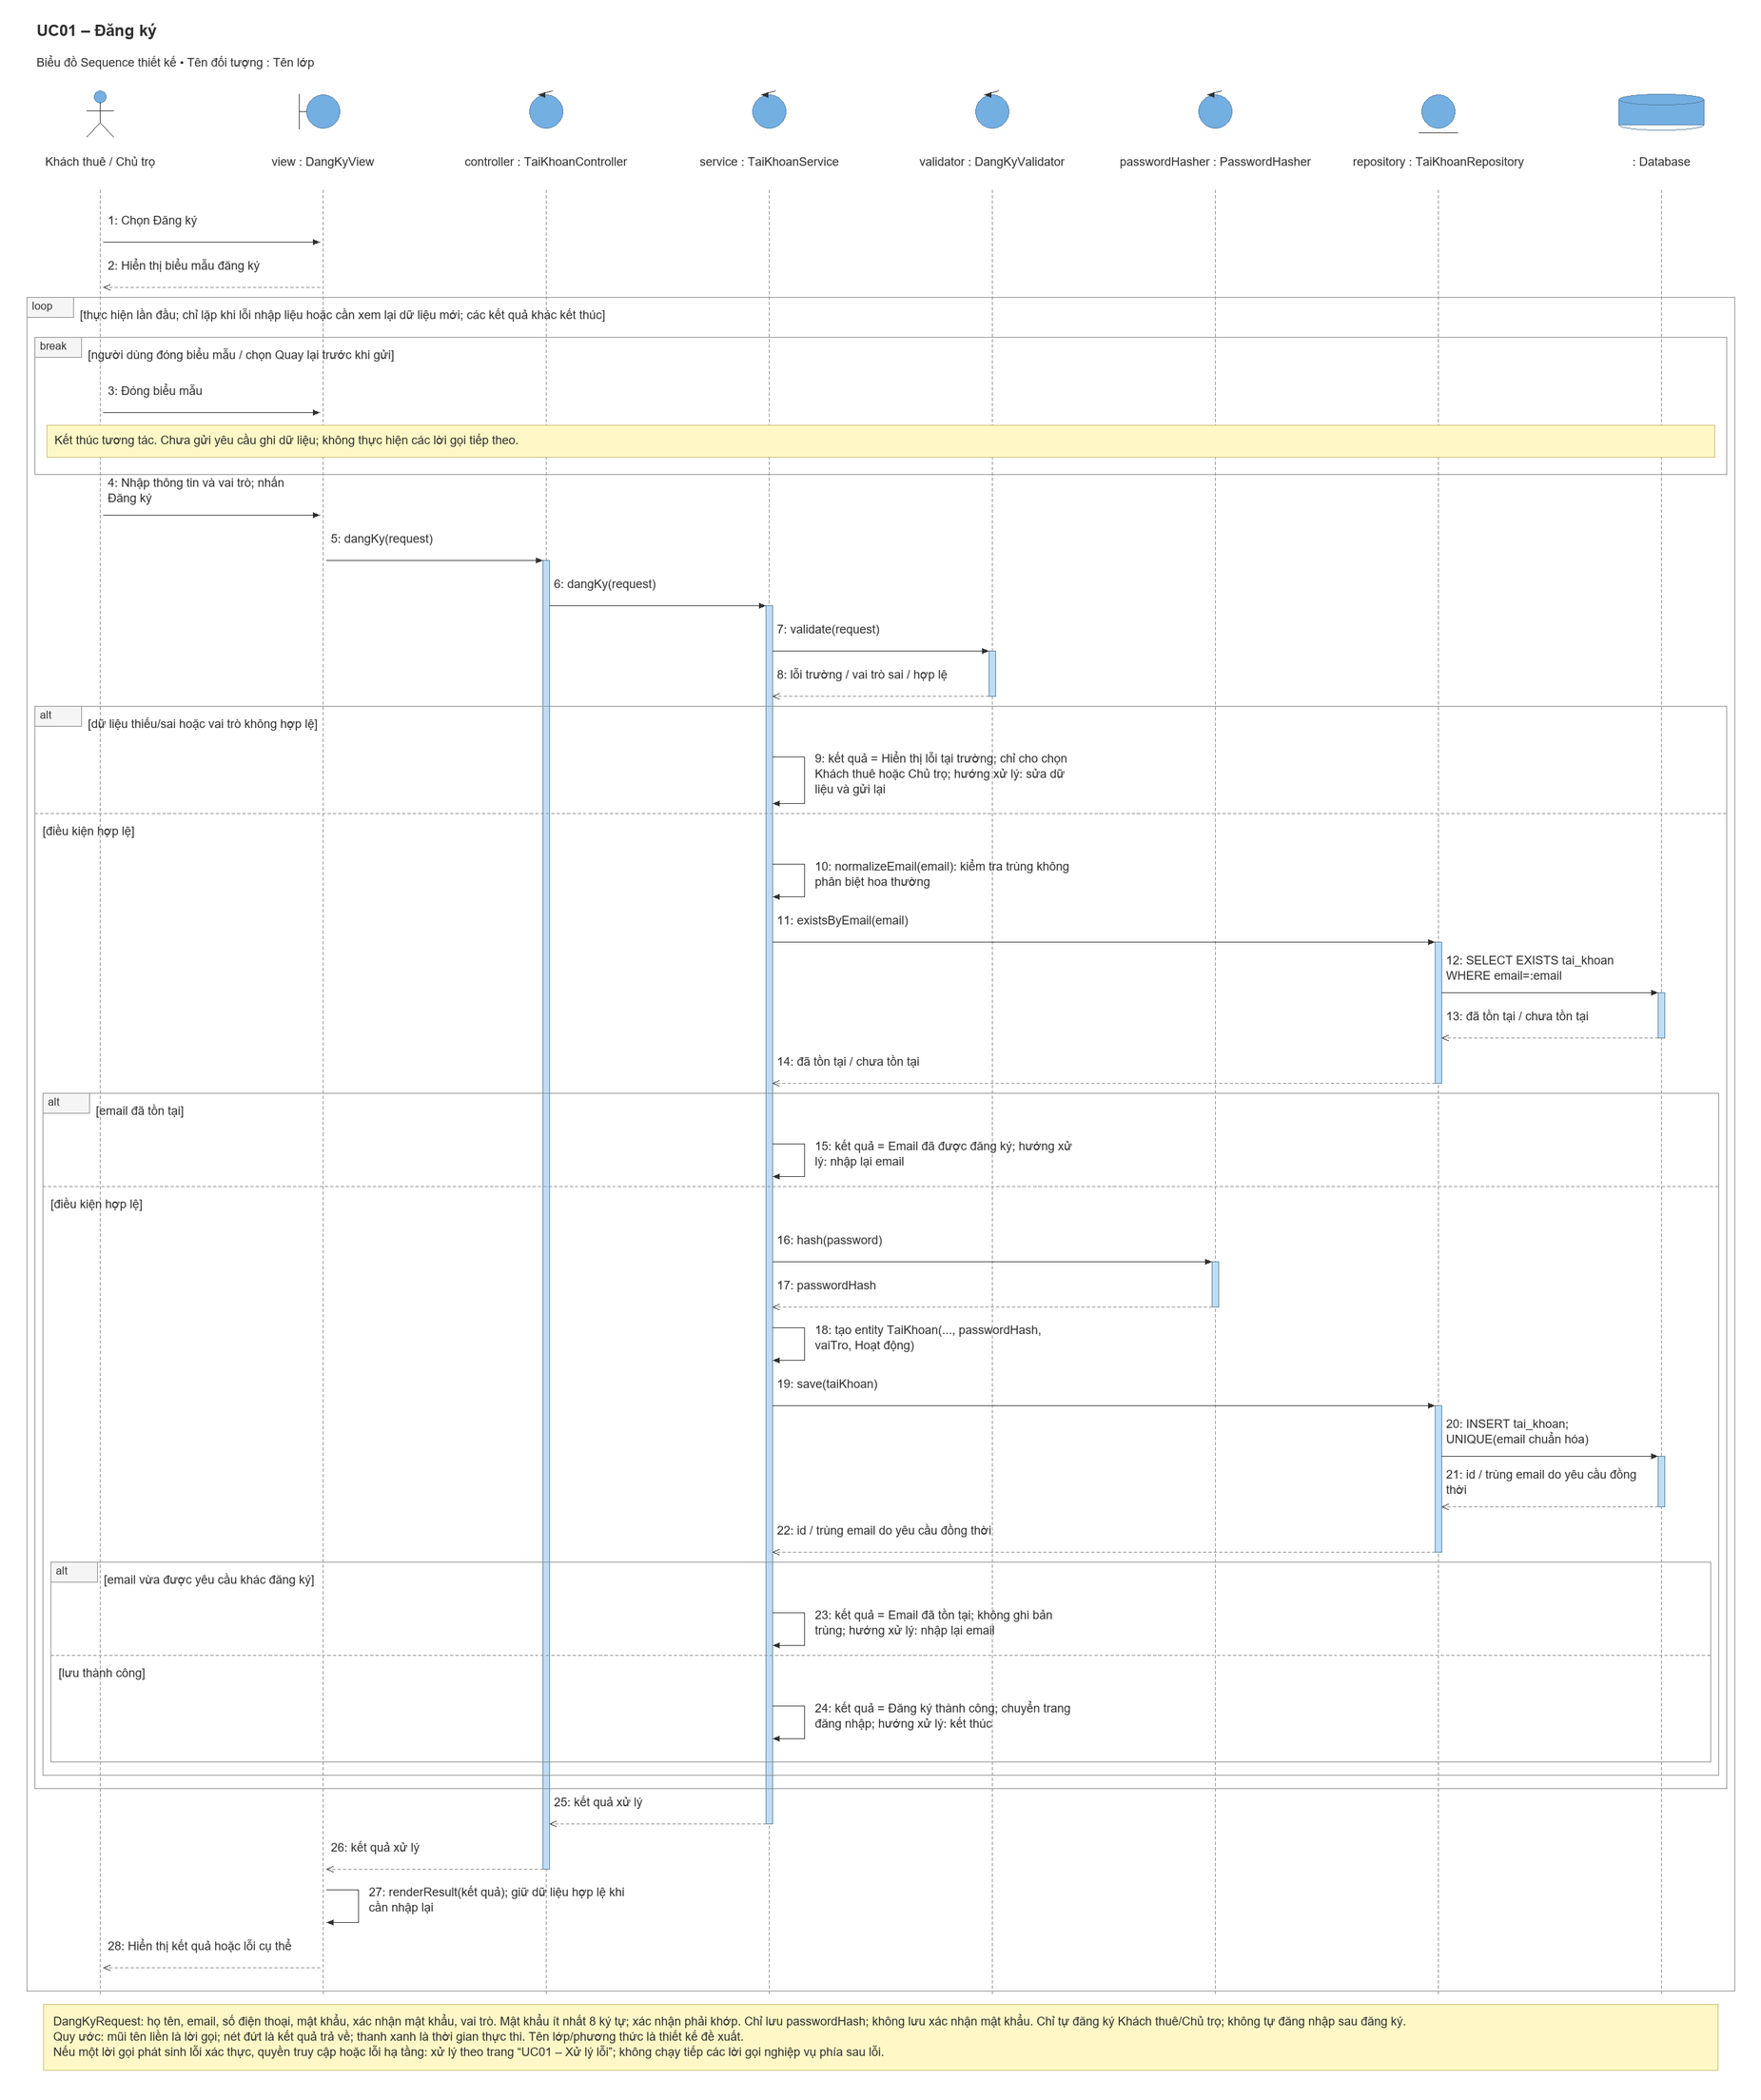 UC01 – Đăng ký
Biểu đồ Sequence thiết kế • Tên đối tượng : Tên lớp
Khách thuê / Chủ trọ
view : DangKyView
controller : TaiKhoanController
service : TaiKhoanService
validator : DangKyValidator
passwordHasher : PasswordHasher
repository : TaiKhoanRepository
: Database
1: Chọn Đăng ký
2: Hiển thị biểu mẫu đăng ký
loop
[thực hiện lần đầu; chỉ lặp khi lỗi nhập liệu hoặc cần xem lại dữ liệu mới; các kết quả khác kết thúc]
break
[người dùng đóng biểu mẫu / chọn Quay lại trước khi gửi]
3: Đóng biểu mẫu
Kết thúc tương tác. Chưa gửi yêu cầu ghi dữ liệu; không thực hiện các lời gọi tiếp theo.
4: Nhập thông tin và vai trò; nhấn
Đăng ký
5: dangKy(request)
6: dangKy(request)
7: validate(request)
8: lỗi trường / vai trò sai / hợp lệ
alt
[dữ liệu thiếu/sai hoặc vai trò không hợp lệ]
9: kết quả = Hiển thị lỗi tại trường; chỉ cho chọn
Khách thuê hoặc Chủ trọ; hướng xử lý: sửa dữ
liệu và gửi lại
[điều kiện hợp lệ]
10: normalizeEmail(email): kiểm tra trùng không
phân biệt hoa thường
11: existsByEmail(email)
12: SELECT EXISTS tai_khoan
WHERE email=:email
13: đã tồn tại / chưa tồn tại
14: đã tồn tại / chưa tồn tại
alt
[email đã tồn tại]
15: kết quả = Email đã được đăng ký; hướng xử
lý: nhập lại email
[điều kiện hợp lệ]
16: hash(password)
17: passwordHash
18: tạo entity TaiKhoan(..., passwordHash,
vaiTro, Hoạt động)
19: save(taiKhoan)
20: INSERT tai_khoan;
UNIQUE(email chuẩn hóa)
21: id / trùng email do yêu cầu đồng
thời
22: id / trùng email do yêu cầu đồng thời
alt
[email vừa được yêu cầu khác đăng ký]
23: kết quả = Email đã tồn tại; không ghi bản
trùng; hướng xử lý: nhập lại email
[lưu thành công]
24: kết quả = Đăng ký thành công; chuyển trang
đăng nhập; hướng xử lý: kết thúc
25: kết quả xử lý
26: kết quả xử lý
27: renderResult(kết quả); giữ dữ liệu hợp lệ khi
cần nhập lại
28: Hiển thị kết quả hoặc lỗi cụ thể
DangKyRequest: họ tên, email, số điện thoại, mật khẩu, xác nhận mật khẩu, vai trò. Mật khẩu ít nhất 8 ký tự; xác nhận phải khớp. Chỉ lưu passwordHash; không lưu xác nhận mật khẩu. Chỉ tự đăng ký Khách thuê/Chủ trọ; không tự đăng nhập sau đăng ký.
Quy ước: mũi tên liền là lời gọi; nét đứt là kết quả trả về; thanh xanh là thời gian thực thi. Tên lớp/phương thức là thiết kế đề xuất.
Nếu một lời gọi phát sinh lỗi xác thực, quyền truy cập hoặc lỗi hạ tầng: xử lý theo trang “UC01 – Xử lý lỗi”; không chạy tiếp các lời gọi nghiệp vụ phía sau lỗi.